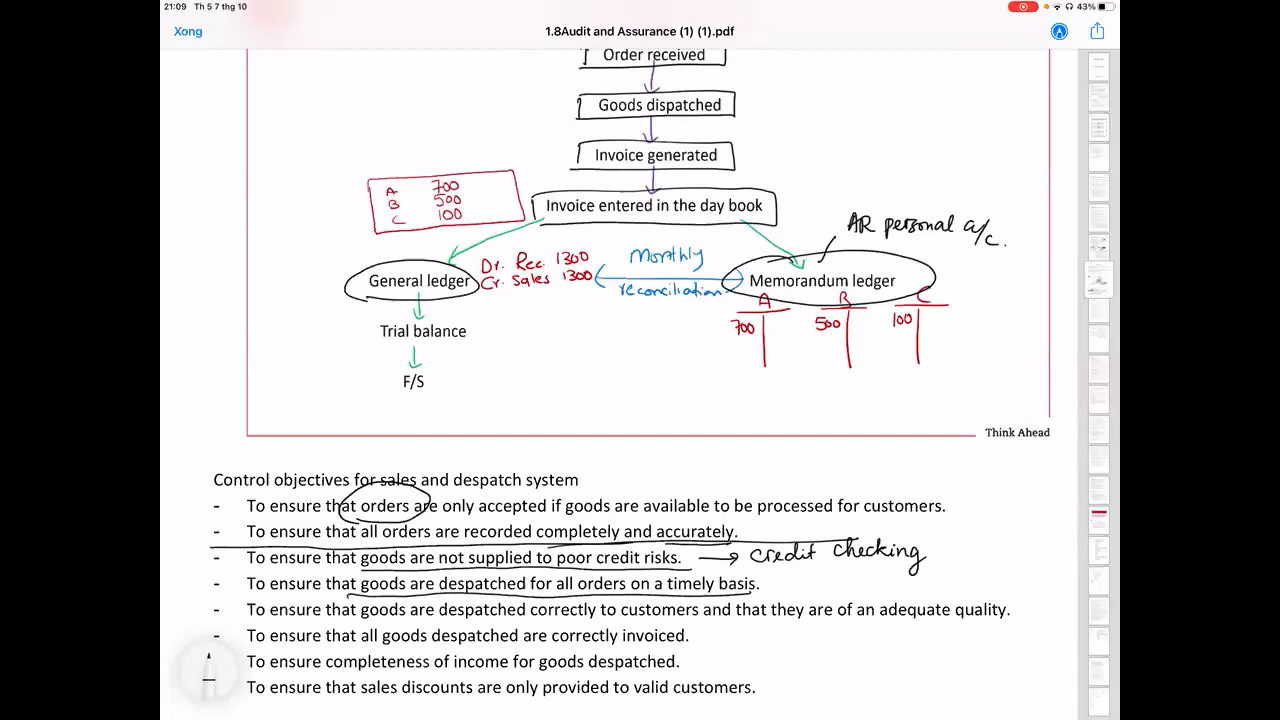 21:09 Th 5 7 thg 10 43%
Xong 1.8Audit and Assurance (1) (1).pdf
Order received
Goods dispatched
Invoice generated
A 700
B 500
C 100
Invoice entered in the day book
AR personal a/c.
General ledger
Dr. Rec. 1300
Cr. Sales 1300
Monthly
reconciliation
Memorandum ledger
A B C
700 500 100
Trial balance
F/S
Think Ahead
Control objectives for sales and despatch system
- To ensure that orders are only accepted if goods are available to be processed for customers.
- To ensure that all orders are recorded completely and accurately.
- To ensure that goods are not supplied to poor credit risks. → credit checking
- To ensure that goods are despatched for all orders on a timely basis.
- To ensure that goods are despatched correctly to customers and that they are of an adequate quality.
- To ensure that all goods despatched are correctly invoiced.
To ensure completeness of income for goods despatched.
To ensure that sales discounts are only provided to valid customers.